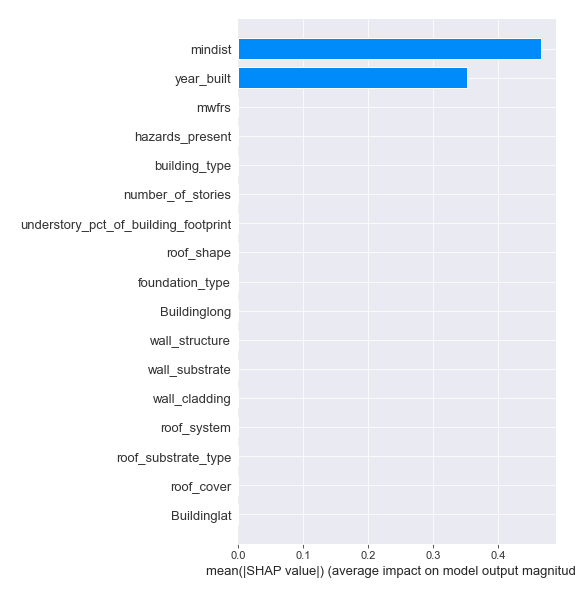 mindist
year_built
mwfrs
hazards_present
building_type
number_of_stories
understory_pct_of_building_footprint
roof_shape
foundation_type
Buildinglong
wall_structure
wall_substrate
wall_cladding
roof_system
roof_substrate_type
roof_cover
Buildinglat
0.0 0.1 0.2 0.3 0.4
mean(|SHAP value|) (average impact on model output magnitud